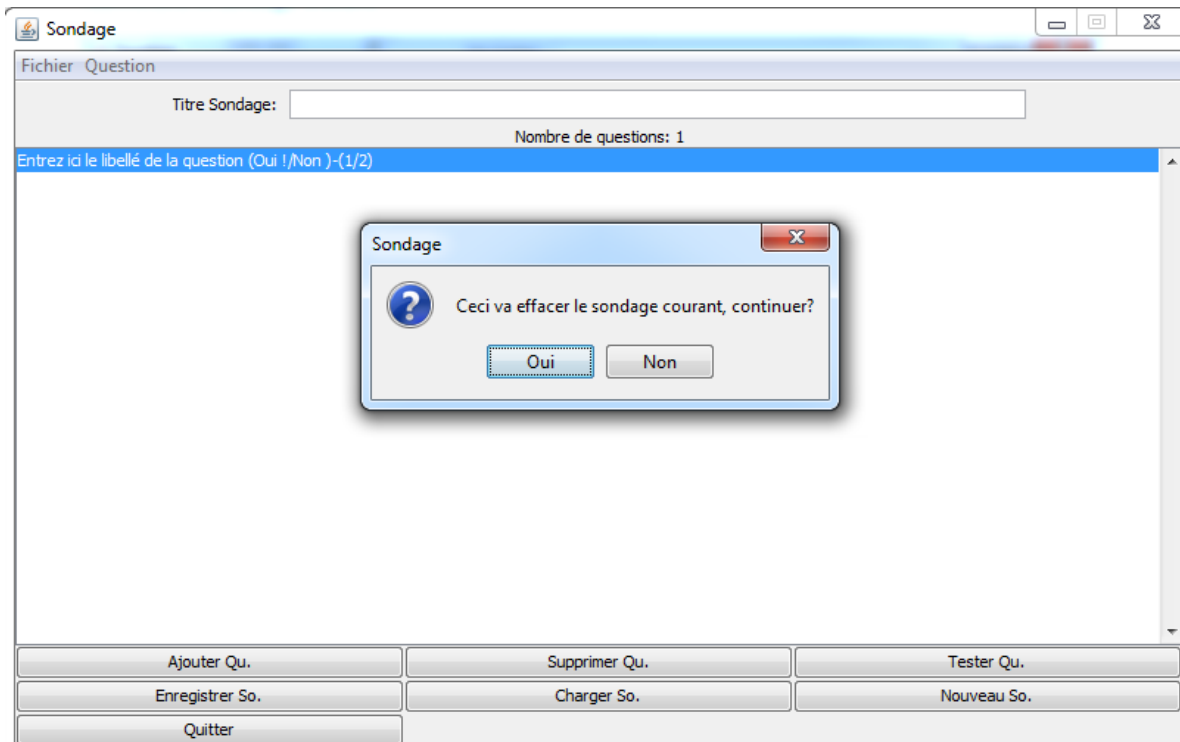 Sondage
Fichier Question
Titre Sondage:
Nombre de questions: 1
Entrez ici le libellé de la question (Oui !/Non )-(1/2)
Sondage
Ceci va effacer le sondage courant, continuer?
Oui Non
Ajouter Qu. Supprimer Qu. Tester Qu.
Enregistrer So. Charger So. Nouveau So.
Quitter